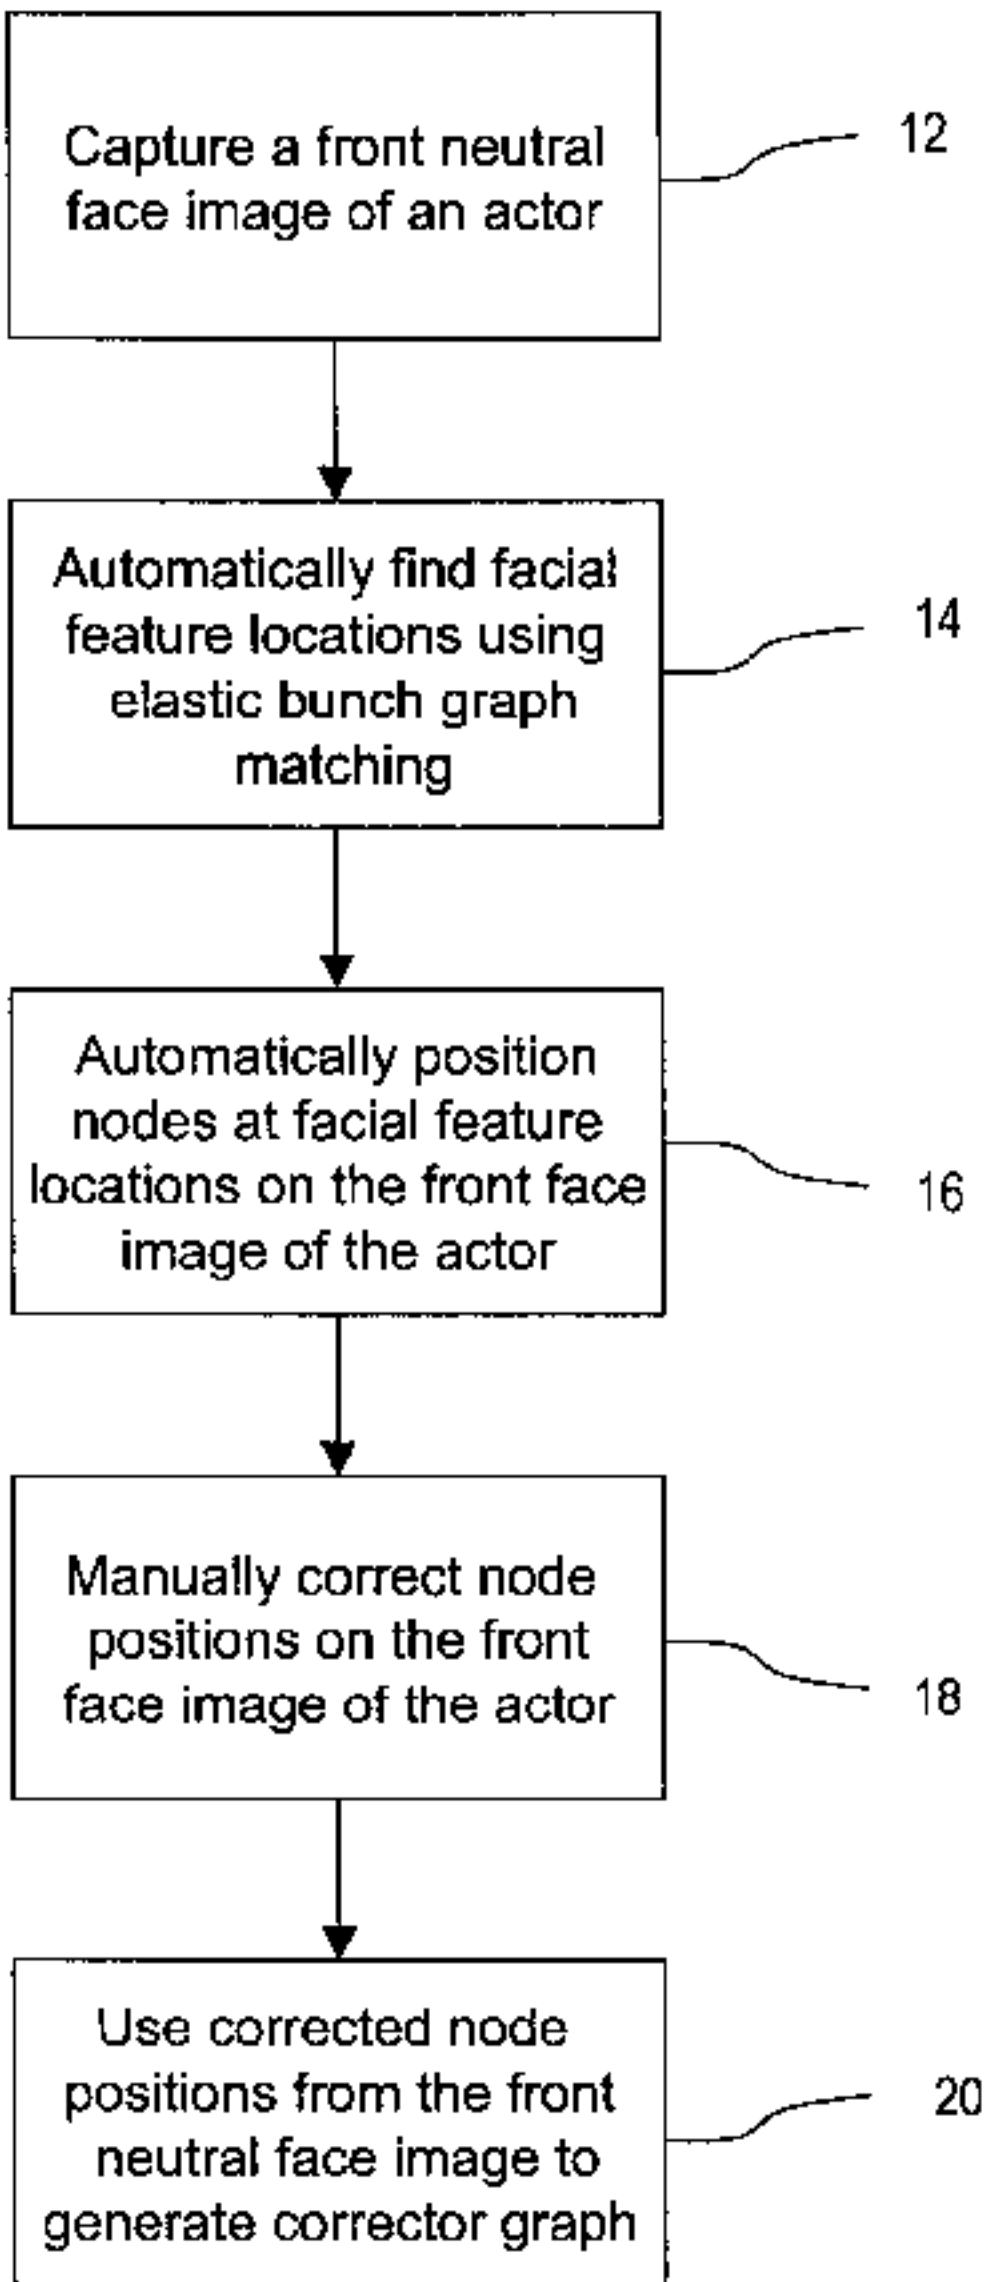 Capture a front neutral
face image of an actor
12
Automatically find facial
feature locations using
elastic bunch graph
matching
14
Automatically position
nodes at facial feature
locations on the front face
image of the actor
16
Manually correct node
positions on the front
face image of the actor
18
Use corrected node
positions from the front
neutral face image to
generate corrector graph
20